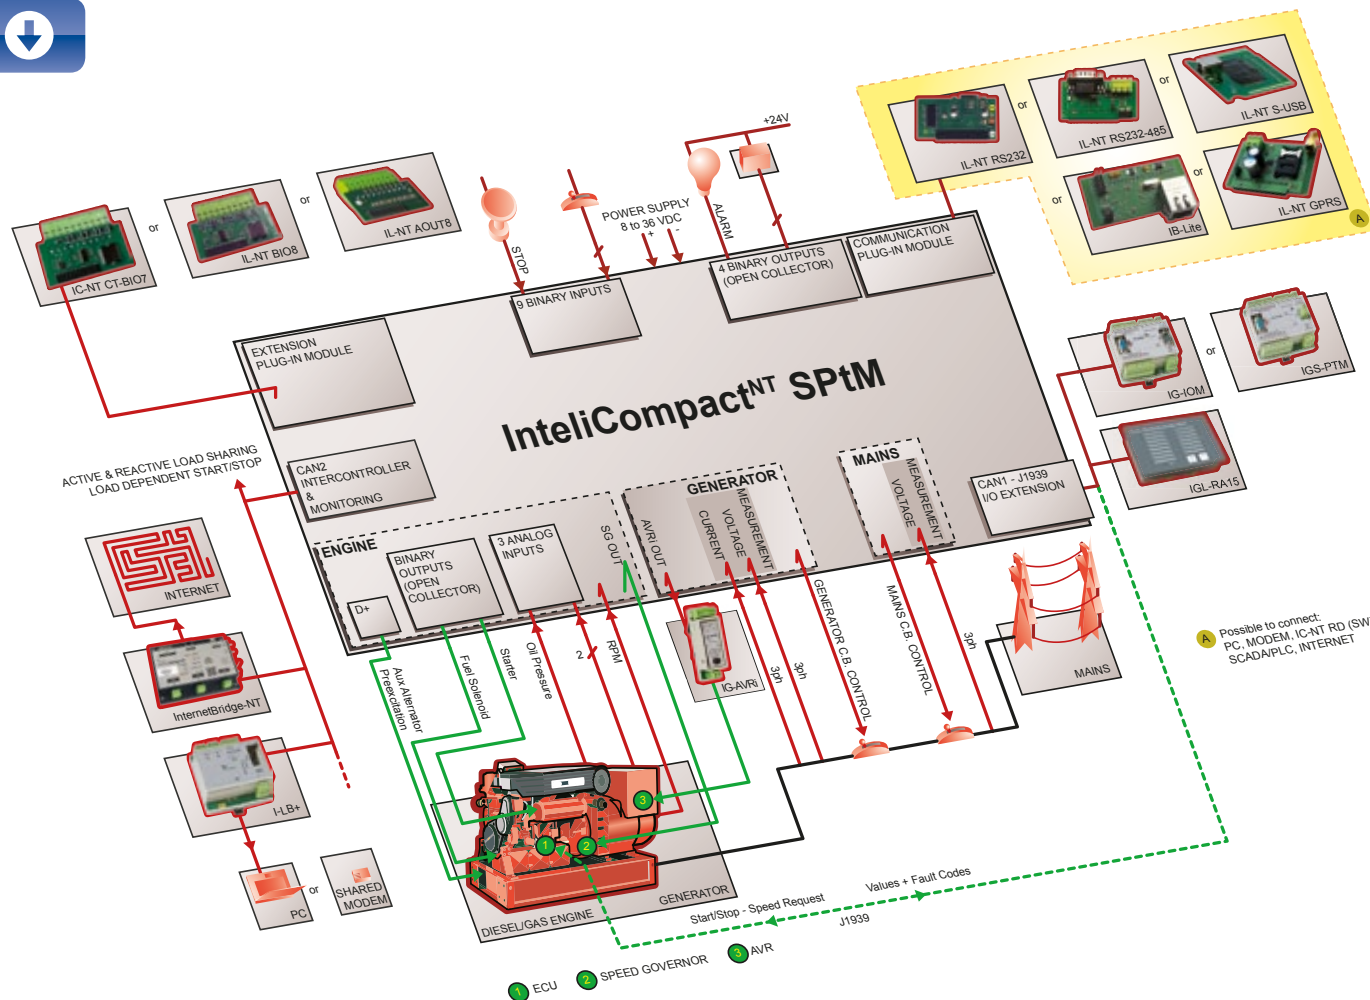 +24V
or
or
IL-NT RS232
IL-NT RS232-485
IL-NT S-USB
or
or
IB-Lite
IL-NT GPRS
A
or
or
IC-NT CT-BIO7
IL-NT BIO8
IL-NT AOUT8
STOP
POWER SUPPLY
8 to 36 VDC
+ -
ALARM
9 BINARY INPUTS
4 BINARY OUTPUTS
(OPEN COLLECTOR)
COMMUNICATION
PLUG-IN MODULE
EXTENSION
PLUG-IN MODULE
InteliCompactNT SPtM
IG-IOM
or
IGS-PTM
IGL-RA15
ACTIVE & REACTIVE LOAD SHARING
LOAD DEPENDENT START/STOP
CAN2
INTERCONTROLLER
&
MONITORING
CAN1 - J1939
I/O EXTENSION
ENGINE
D+
BINARY
OUTPUTS
(OPEN
COLLECTOR)
3 ANALOG
INPUTS
SG OUT
GENERATOR
AVRi OUT
CURRENT
VOLTAGE
MEASUREMENT
MAINS
VOLTAGE
MEASUREMENT
INTERNET
InternetBridge-NT
I-LB+
PC
or
SHARED
MODEM
Aux Alternator
Preexcitation
Fuel Solenoid
Starter
Oil Pressure
2
RPM
IG-AVRi
3ph
3ph
GENERATOR C.B. CONTROL
MAINS C.B. CONTROL
3ph
MAINS
A Possible to connect:
PC, MODEM, IC-NT RD (SW
SCADA/PLC, INTERNET
1
2
3
DIESEL/GAS ENGINE
GENERATOR
Start/Stop - Speed Request
Values + Fault Codes
J1939
1 ECU
2 SPEED GOVERNOR
3 AVR